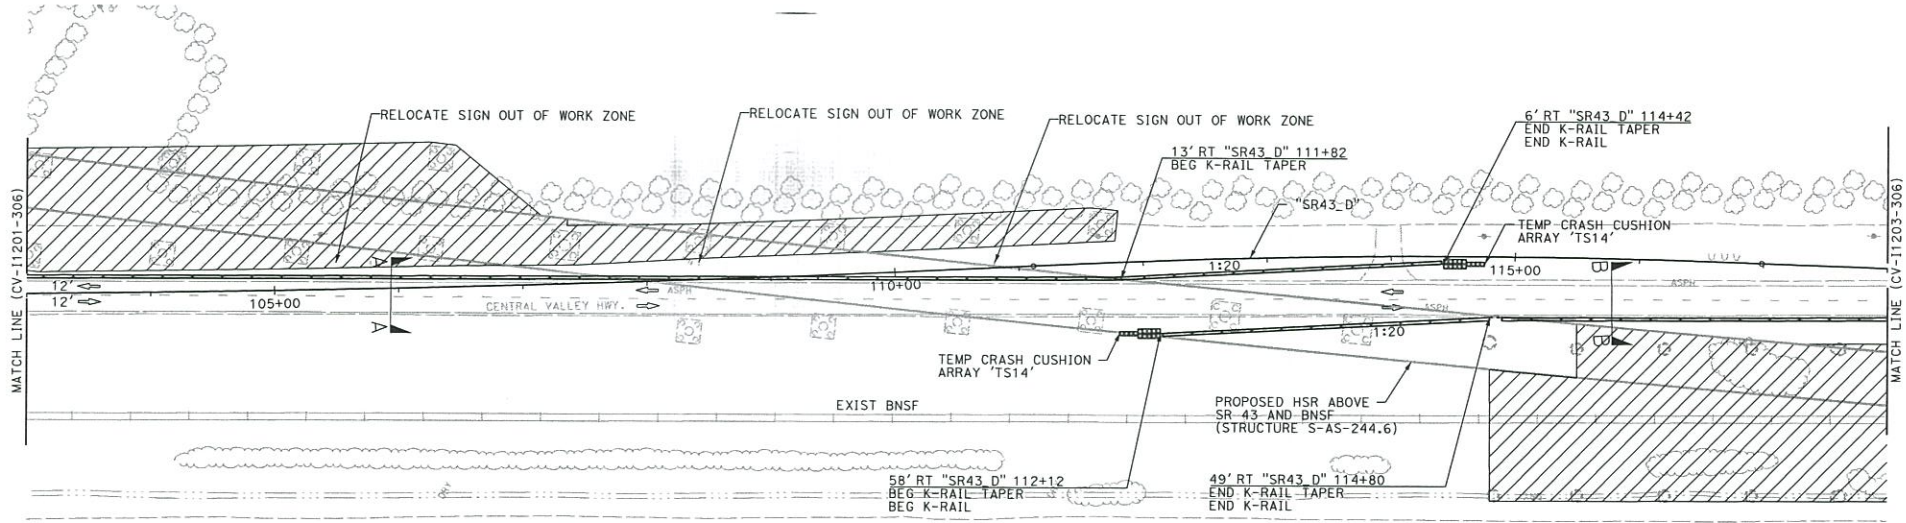 RELOCATE SIGN OUT OF WORK ZONE
RELOCATE SIGN OUT OF WORK ZONE
RELOCATE SIGN OUT OF WORK ZONE
6' RT "SR43_D" 114+42
END K-RAIL TAPER
END K-RAIL
13' RT "SR43_D" 111+82
BEG K-RAIL TAPER
"SR43_D"
TEMP CRASH CUSHION
ARRAY 'TS14'
MATCH LINE (CV-I1201-306)
MATCH LINE (CV-I1203-306)
A
1:20
115+00
B
12'
12'
105+00
110+00
ASPH
ASPH
CENTRAL VALLEY HWY.
ASPH
A
1:20
B
TEMP CRASH CUSHION
ARRAY 'TS14'
EXIST BNSF
PROPOSED HSR ABOVE
SR 43 AND BNSF
(STRUCTURE S-AS-244.6)
58' RT "SR43_D" 112+12
BEG K-RAIL TAPER
BEG K-RAIL
49' RT "SR43_D" 114+80
END K-RAIL TAPER
END K-RAIL